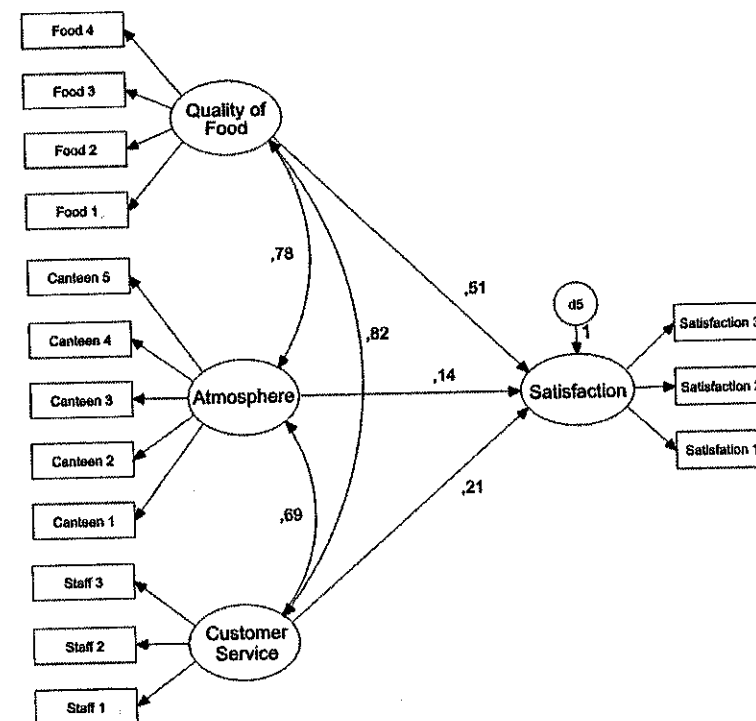 Food 4
Food 3
Quality of
Food
Food 2
Food 1
Canteen 5
,78
,51
d5
1
Satisfaction 3
Canteen 4
,82
,14
Satisfaction
Satisfaction 2
Canteen 3
Atmosphere
Canteen 2
Satisfation 1
,21
Canteen 1
,69
Staff 3
Customer
Service
Staff 2
Staff 1